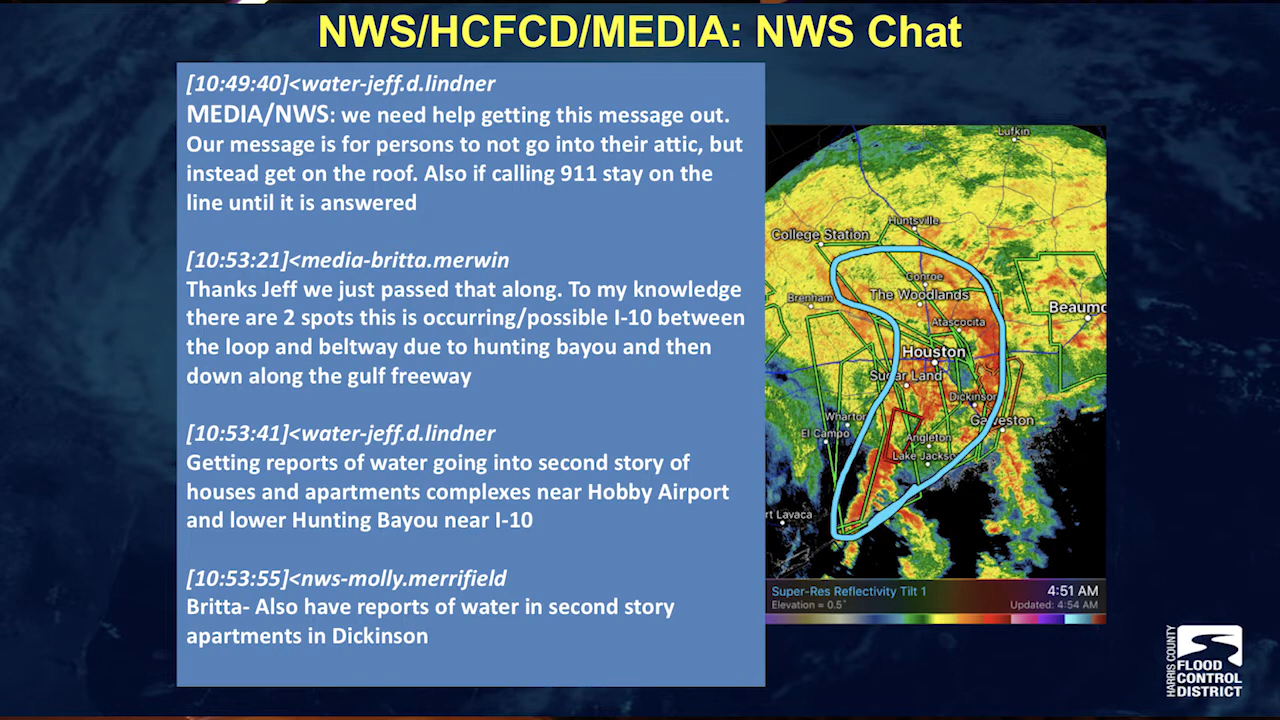 NWS/HCFCD/MEDIA: NWS Chat
[10:49:40]<water-jeff.d.lindner
MEDIA/NWS: we need help getting this message out.
Our message is for persons to not go into their attic, but
instead get on the roof. Also if calling 911 stay on the
line until it is answered
[10:53:21]<media-britta.merwin
Thanks Jeff we just passed that along. To my knowledge
there are 2 spots this is occurring/possible I-10 between
the loop and beltway due to hunting bayou and then
down along the gulf freeway
[10:53:41]<water-jeff.d.lindner
Getting reports of water going into second story of
houses and apartments complexes near Hobby Airport
and lower Hunting Bayou near I-10
[10:53:55]<nws-molly.merrifield
Britta- Also have reports of water in second story
apartments in Dickinson
Lufkin
Huntsville
College Station
Conroe
Brenham
The Woodlands
Beaumo
Atascocita
Houston
Sugar Land
Dickinson
Wharton
Galveston
El Campo
Angleton
Lake Jackso
rt Lavaca
Super-Res Reflectivity Tilt 1
4:51 AM
Elevation = 0.5°
Updated: 4:54 AM
HARRIS COUNTY
FLOOD
CONTROL
DISTRICT